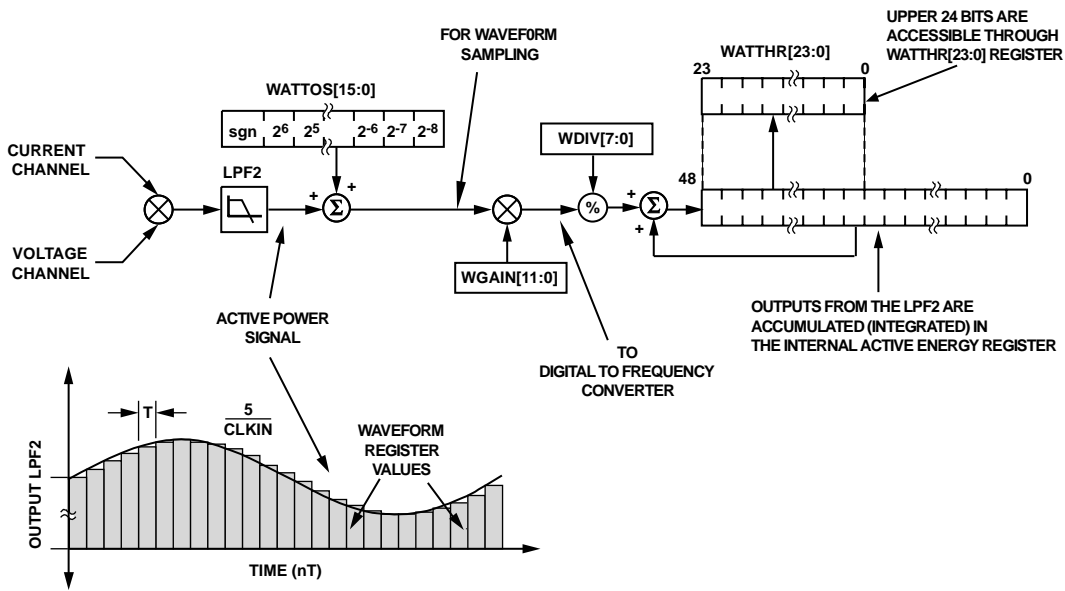 UPPER 24 BITS ARE
ACCESSIBLE THROUGH
WATTHR[23:0] REGISTER
FOR WAVEF0RM
SAMPLING
WATTHR[23:0]
23
0
WATTOS[15:0]
sgn 2^6 2^5 2^-6 2^-7 2^-8
WDIV[7:0]
CURRENT
CHANNEL
LPF2
+
+
Σ
%
+
+
Σ
48
0
VOLTAGE
CHANNEL
WGAIN[11:0]
ACTIVE POWER
SIGNAL
TO
DIGITAL TO FREQUENCY
CONVERTER
OUTPUTS FROM THE LPF2 ARE
ACCUMULATED (INTEGRATED) IN
THE INTERNAL ACTIVE ENERGY REGISTER
OUTPUT LPF2
T
5
CLKIN
WAVEFORM
REGISTER
VALUES
TIME (nT)